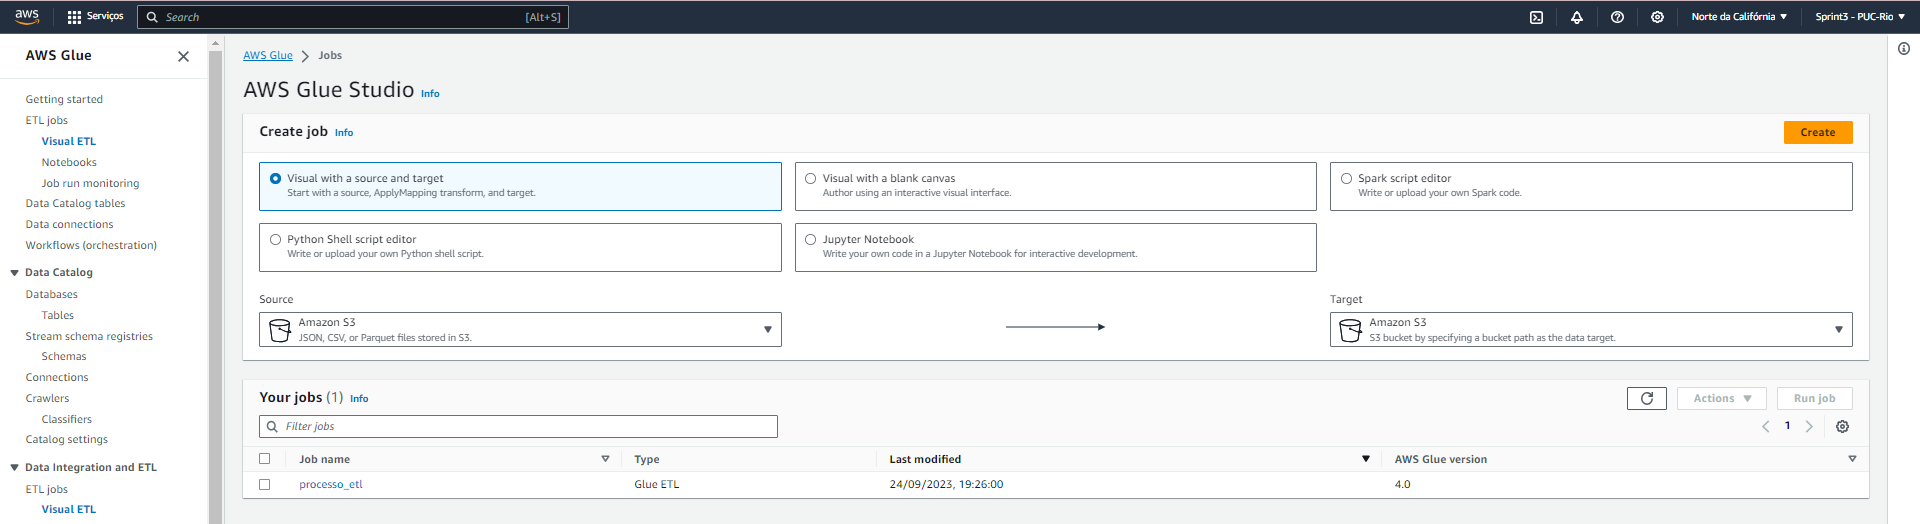 aws Serviços Search [Alt+S] Norte da Califórnia Sprint3 - PUC-Rio
AWS Glue
Getting started
ETL jobs
Visual ETL
Notebooks
Job run monitoring
Data Catalog tables
Data connections
Workflows (orchestration)
Data Catalog
Databases
Tables
Stream schema registries
Schemas
Connections
Crawlers
Classifiers
Catalog settings
Data Integration and ETL
ETL jobs
Visual ETL
AWS Glue > Jobs
AWS Glue Studio Info
Create job Info Create
Visual with a source and target
Start with a source, ApplyMapping transform, and target.
Visual with a blank canvas
Author using an interactive visual interface.
Spark script editor
Write or upload your own Spark code.
Python Shell script editor
Write or upload your own Python shell script.
Jupyter Notebook
Write your own code in a Jupyter Notebook for interactive development.
Source
Amazon S3
JSON, CSV, or Parquet files stored in S3.
Target
Amazon S3
S3 bucket by specifying a bucket path as the data target.
Your jobs (1) Info Actions Run job
Filter jobs 1
Job name Type Last modified AWS Glue version
processo_etl Glue ETL 24/09/2023, 19:26:00 4.0